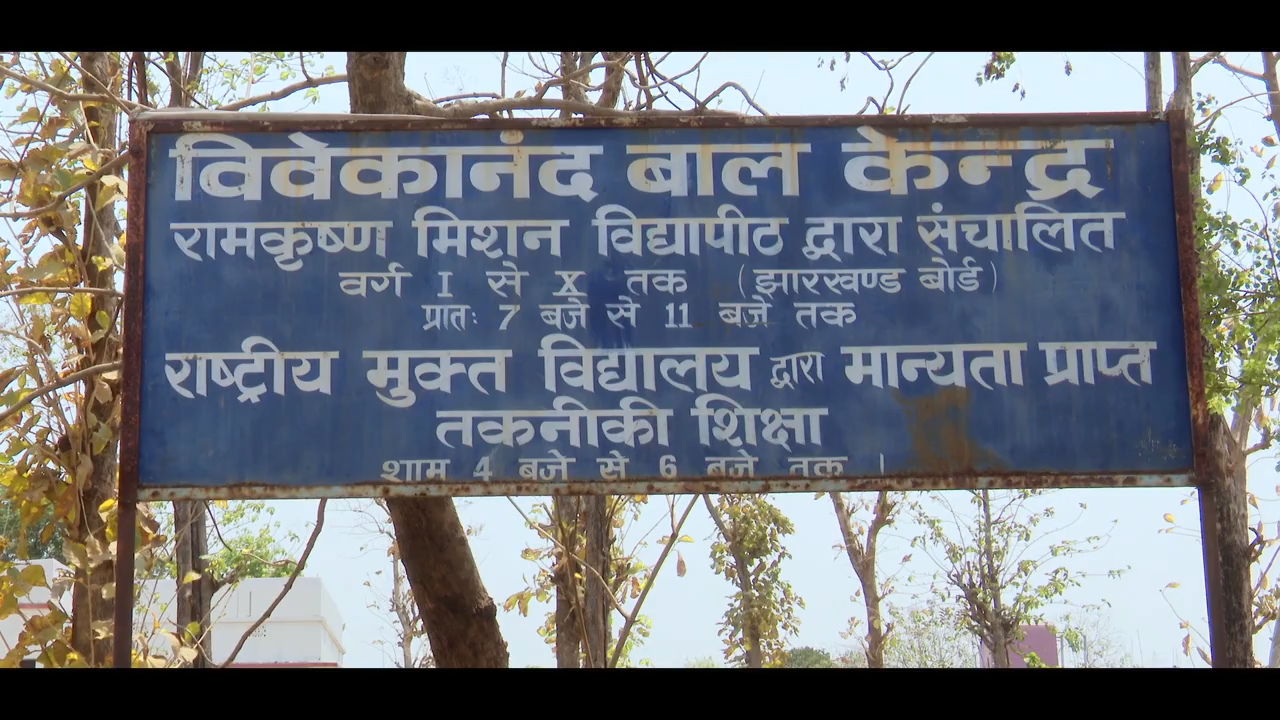 विवेकानंद बाल केन्द्र
रामकृष्ण मिशन विद्यापीठ द्वारा संचालित
वर्ग I से X तक (झारखण्ड बोर्ड)
प्रातः 7 बजे से 11 बजे तक
राष्ट्रीय मुक्त विद्यालय द्वारा मान्यता प्राप्त
तकनीकी शिक्षा
शाम 4 बजे से 6 बजे तक ।